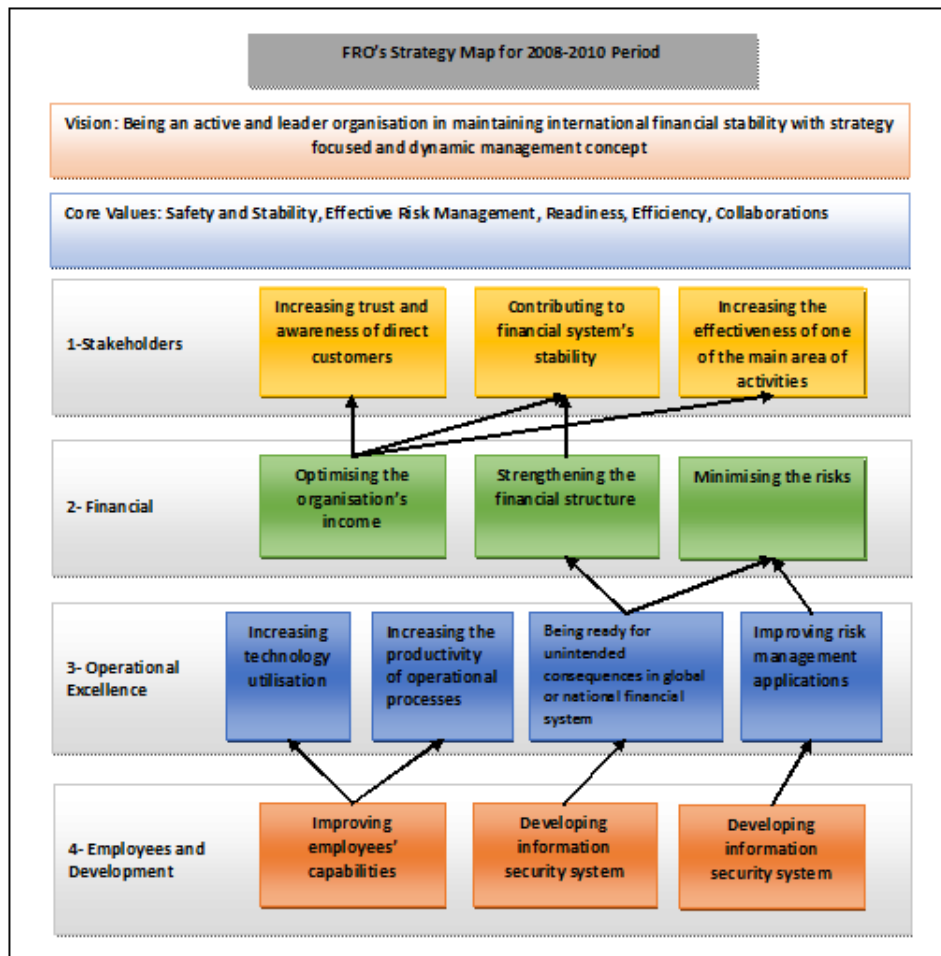 FRO's Strategy Map for 2008-2010 Period
Vision : Being an active and leader organisation in maintaining international financial stability with strategy
focused and dynamic management concept
Core Values: Safety and Stability, Effective Risk Management, Readiness, Efficiency, Collaborations
1-Stakeholders
Increasing trust and
awareness of direct
customers
Contributing to
financial system's
stability
Increasing the
effectiveness of one
of the main area of
activities
2- Financial
Optimising the
organisation's
income
Strengthening the
financial structure
Minimising the risks
3- Operational
Excellence
Increasing
technology
utilisation
Increasing the
productivity
of operational
processes
Being ready for
unintended
consequences in global
or national financial
system
Improving risk
management
applications
4- Employees and
Development
Improving
employees'
capabilities
Developing
information
security system
Developing
information
security system